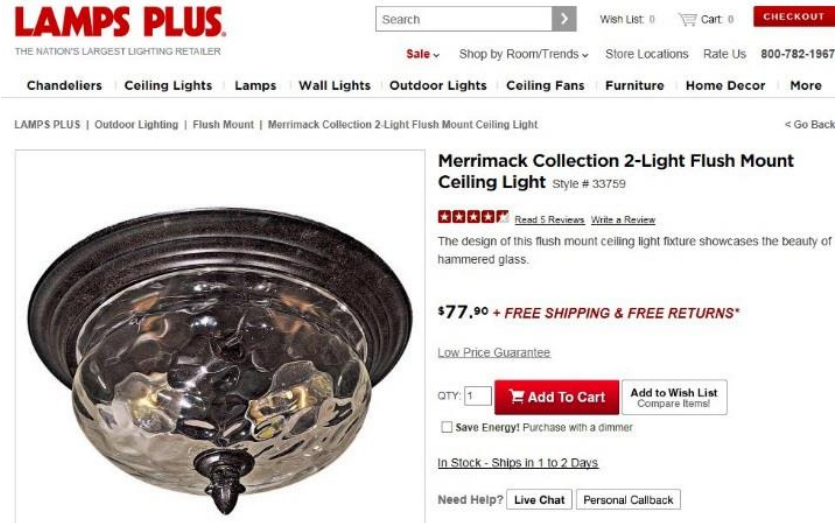 LAMPS PLUS.
THE NATION'S LARGEST LIGHTING RETAILER
Search
Wish List: 0 Cart: 0 CHECKOUT
Sale Shop by Room/Trends Store Locations Rate Us 800-782-1967
Chandeliers Ceiling Lights Lamps Wall Lights Outdoor Lights Ceiling Fans Furniture Home Decor More
LAMPS PLUS | Outdoor Lighting | Flush Mount | Merrimack Collection 2-Light Flush Mount Ceiling Light < Go Back
Merrimack Collection 2-Light Flush Mount
Ceiling Light Style # 33759
Read 5 Reviews Write a Review
The design of this flush mount ceiling light fixture showcases the beauty of
hammered glass.
$77.90 + FREE SHIPPING & FREE RETURNS*
Low Price Guarantee
QTY: 1 Add To Cart Add to Wish List
Compare Items!
Save Energy! Purchase with a dimmer
In Stock - Ships in 1 to 2 Days
Need Help? Live Chat Personal Callback